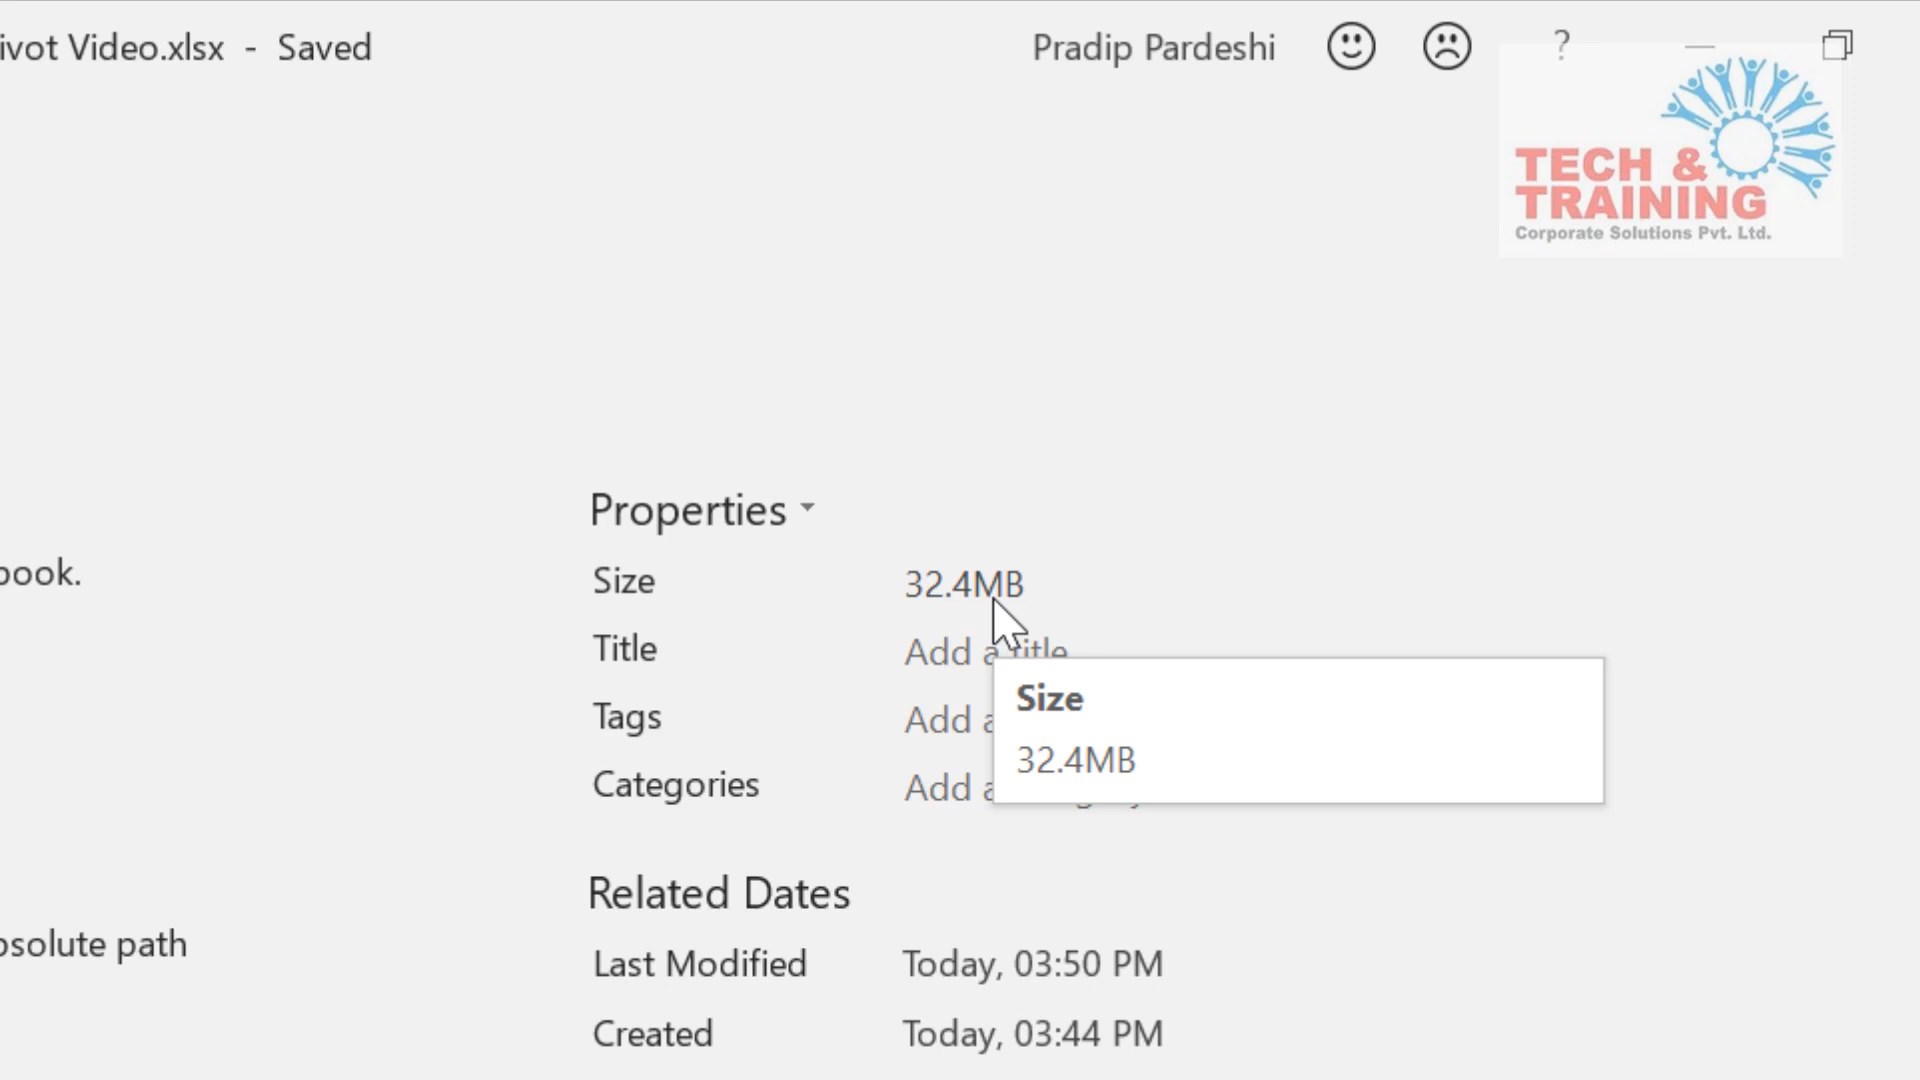 ivot Video.xlsx - Saved
Pradip Pardeshi
?
TECH &
TRAINING
Corporate Solutions Pvt. Ltd.
Properties
book.
Size 32.4MB
Title Add a title
Tags Add a
Categories Add a
Size
32.4MB
Related Dates
bsolute path
Last Modified Today, 03:50 PM
Created Today, 03:44 PM